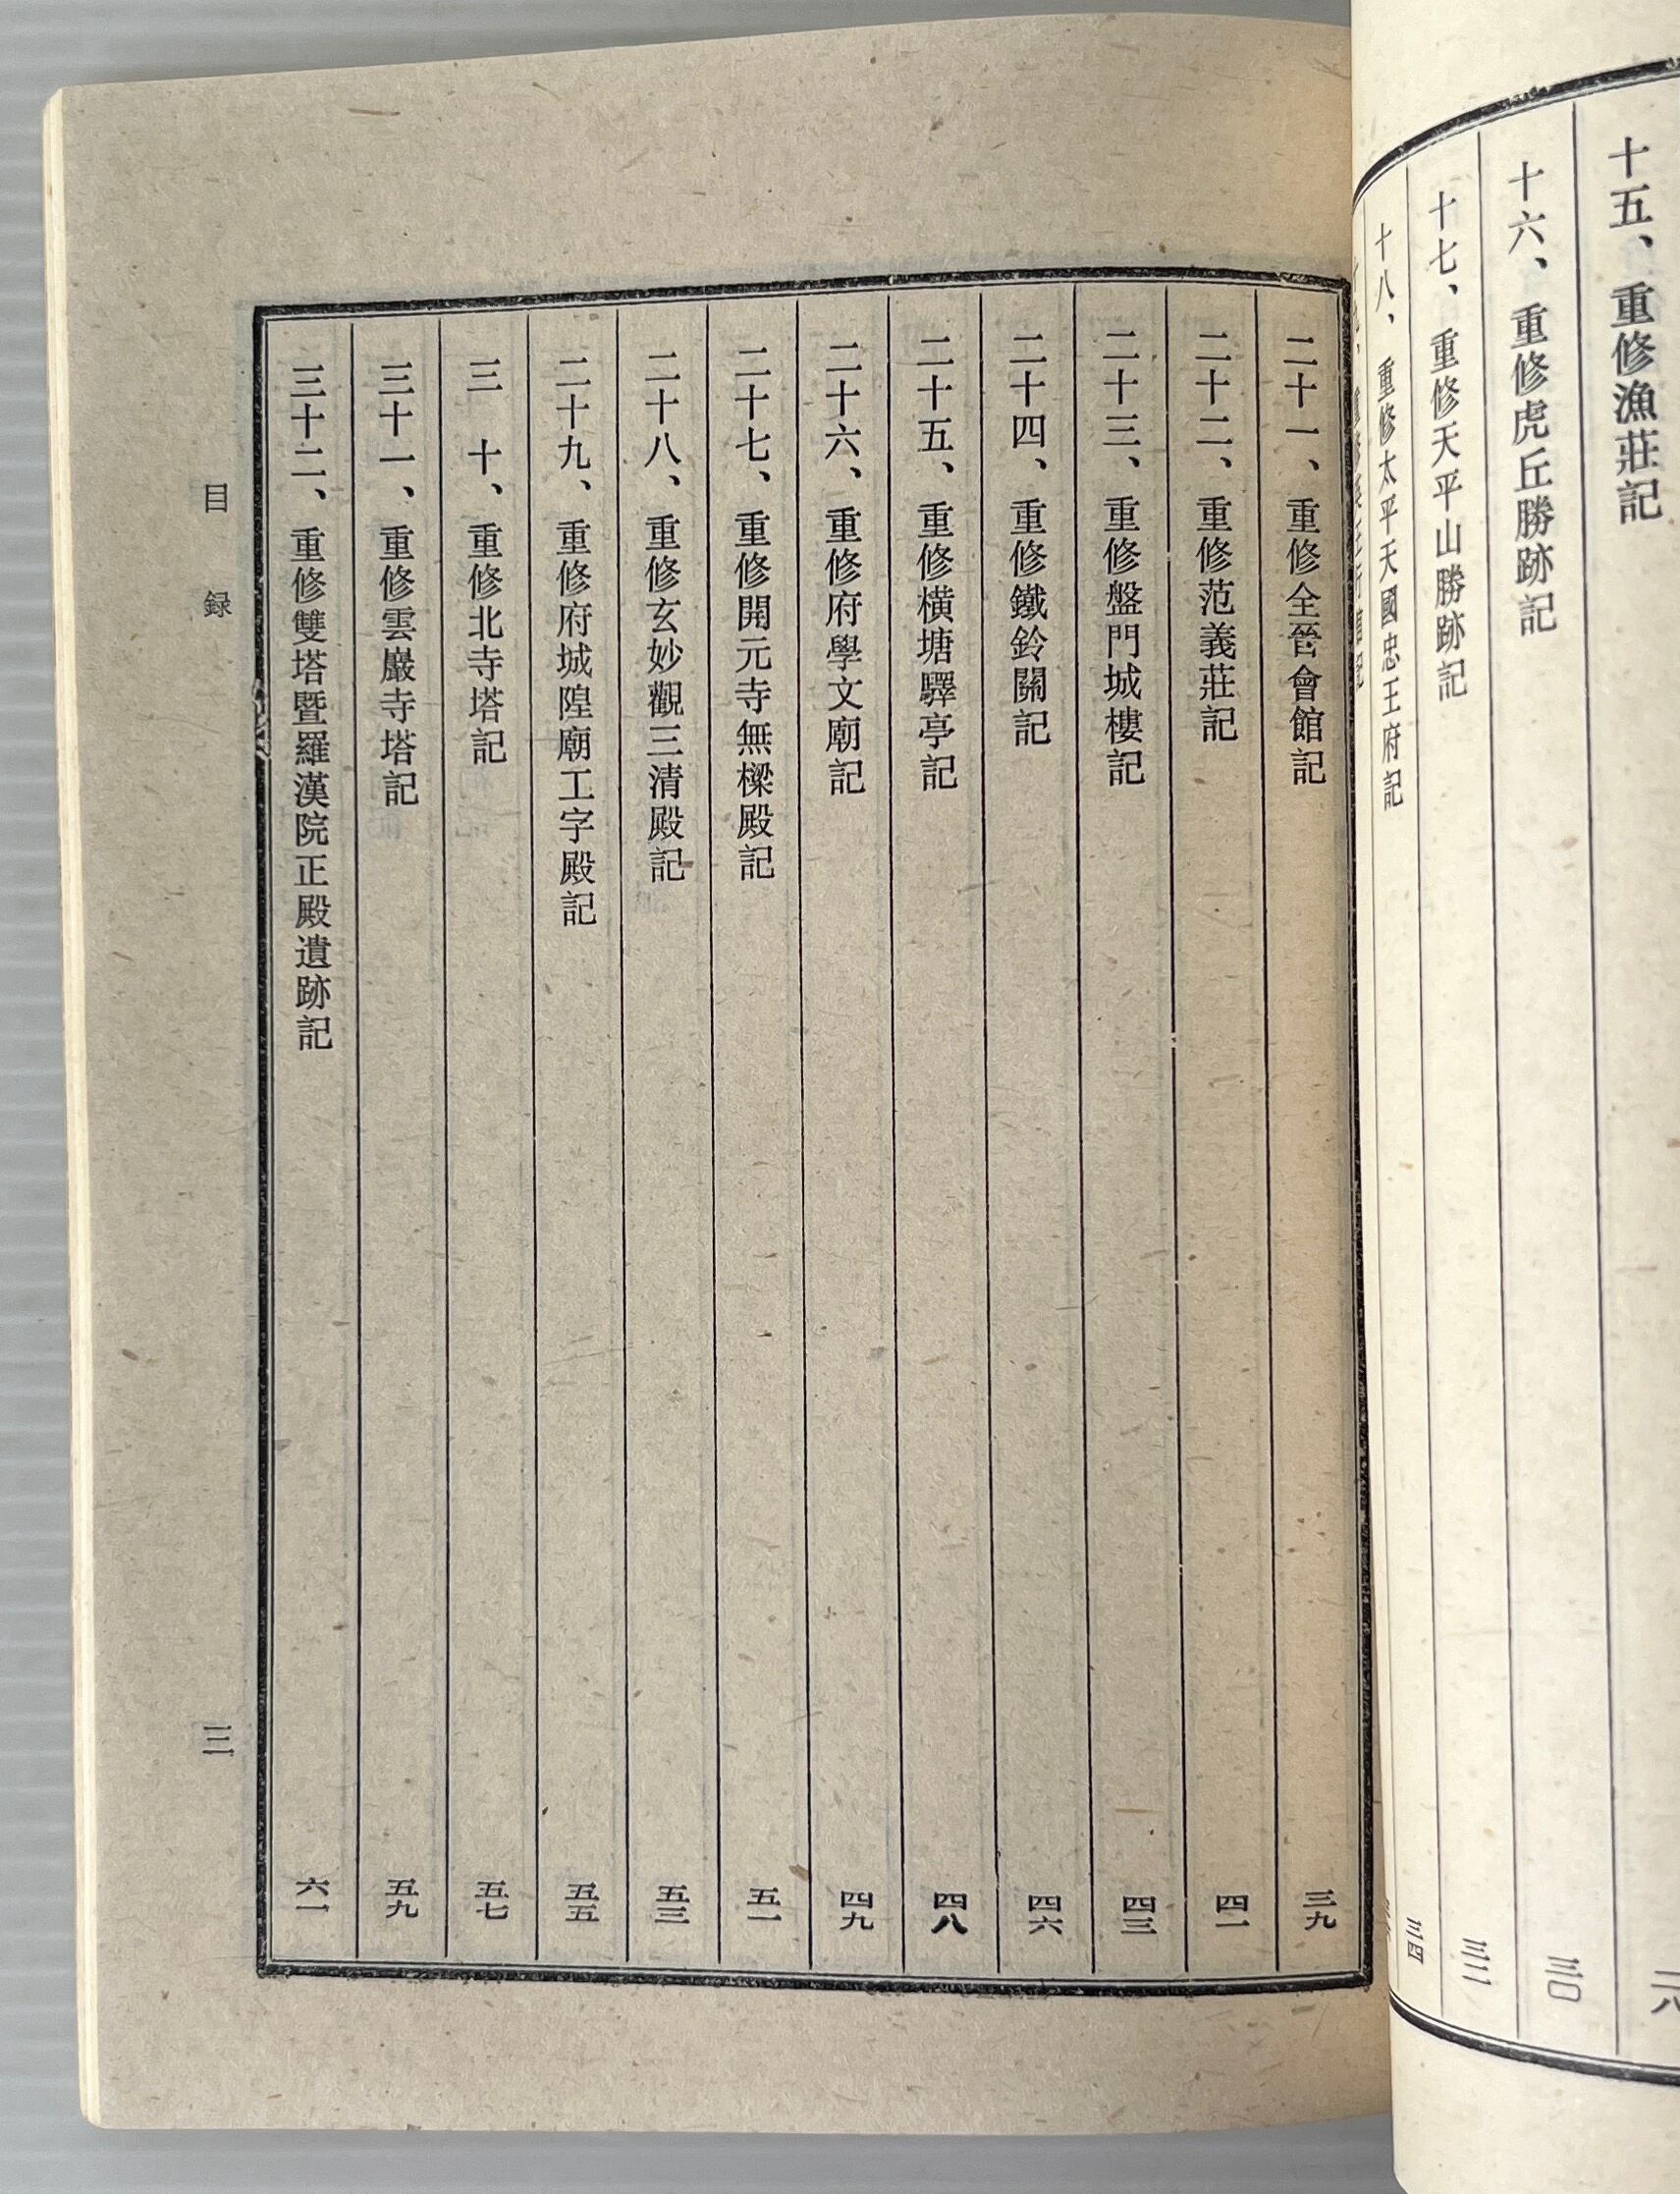 十五、重修漁莊記
十六、重修虎丘勝跡記 三〇
十七、重修天平山勝跡記 三二
十八、重修太平天國忠王府記 三四
二十一、重修全晉會館記 三九
二十二、重修范義莊記 四一
二十三、重修盤門城樓記 四三
二十四、重修鐵鈴關記 四六
二十五、重修橫塘驛亭記 四八
二十六、重修府學文廟記 四九
二十七、重修開元寺無樑殿記 五一
二十八、重修玄妙觀三清殿記 五三
二十九、重修府城隍廟工字殿記 五五
三十、重修北寺塔記 五七
三十一、重修雲巖寺塔記 五九
三十二、重修雙塔暨羅漢院正殿遺跡記 六一
目録
三